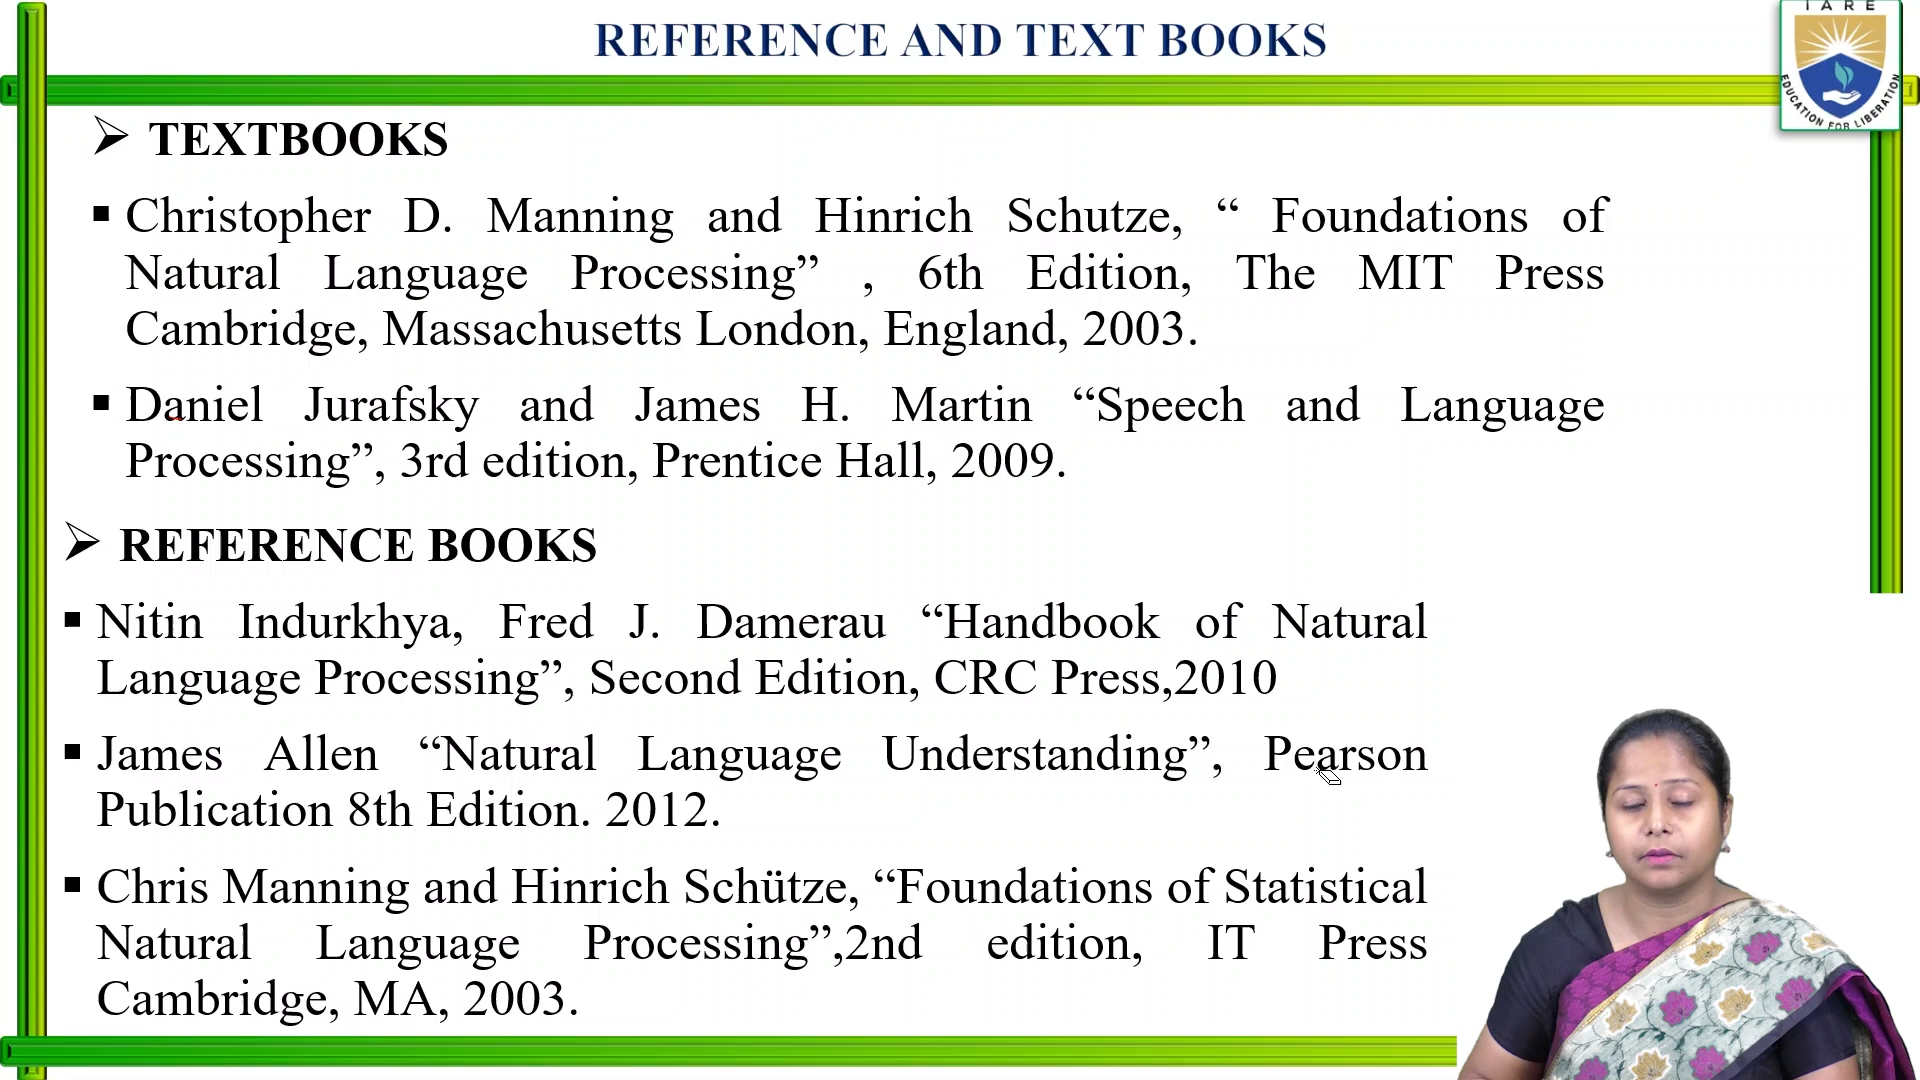 REFERENCE AND TEXT BOOKS
IARE
EDUCATION FOR LIBERATION
TEXTBOOKS
Christopher D. Manning and Hinrich Schutze, “ Foundations of
Natural Language Processing” , 6th Edition, The MIT Press
Cambridge, Massachusetts London, England, 2003.
Daniel Jurafsky and James H. Martin “Speech and Language
Processing”, 3rd edition, Prentice Hall, 2009.
REFERENCE BOOKS
Nitin Indurkhya, Fred J. Damerau “Handbook of Natural
Language Processing”, Second Edition, CRC Press,2010
James Allen “Natural Language Understanding”, Pearson
Publication 8th Edition. 2012.
Chris Manning and Hinrich Schütze, “Foundations of Statistical
Natural Language Processing”,2nd edition, IT Press
Cambridge, MA, 2003.